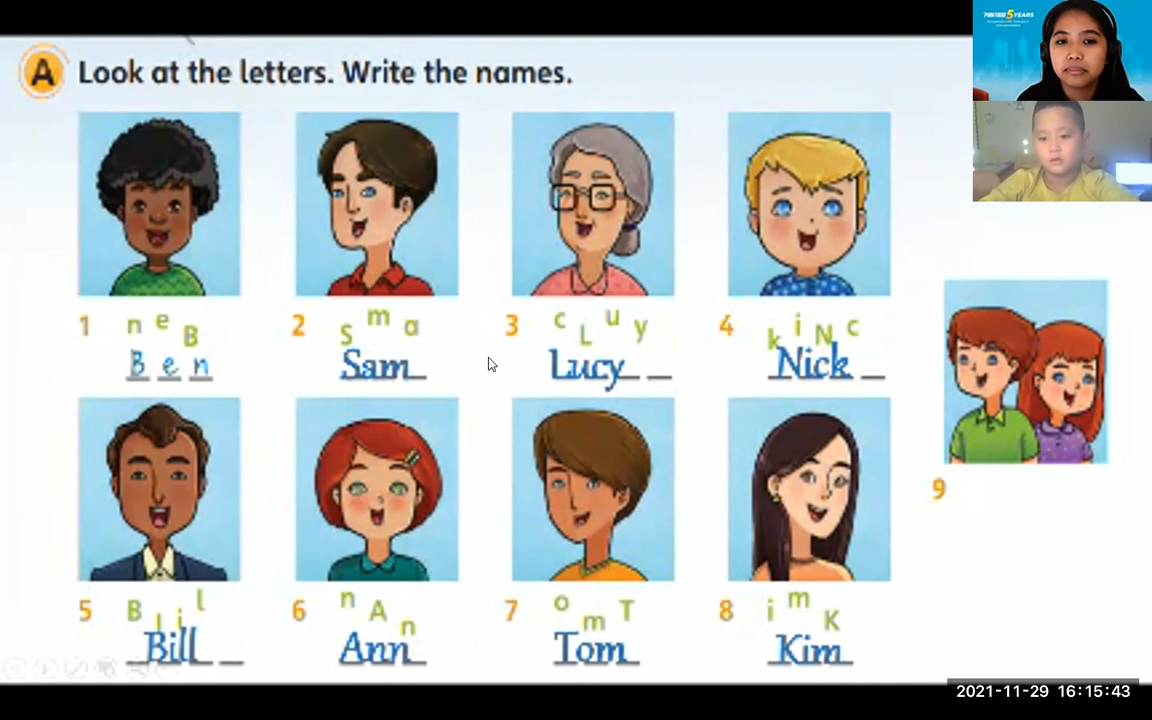 A Look at the letters. Write the names.
1 n e B
2 S m a
3 c L u y
4 k i N c
Ben
Sam
Lucy
Nick
9
5 B l i l
6 n A n
7 o m T
8 i m K
Bill
Ann
Tom
Kim
5 YEARS
2021-11-29 16:15:43